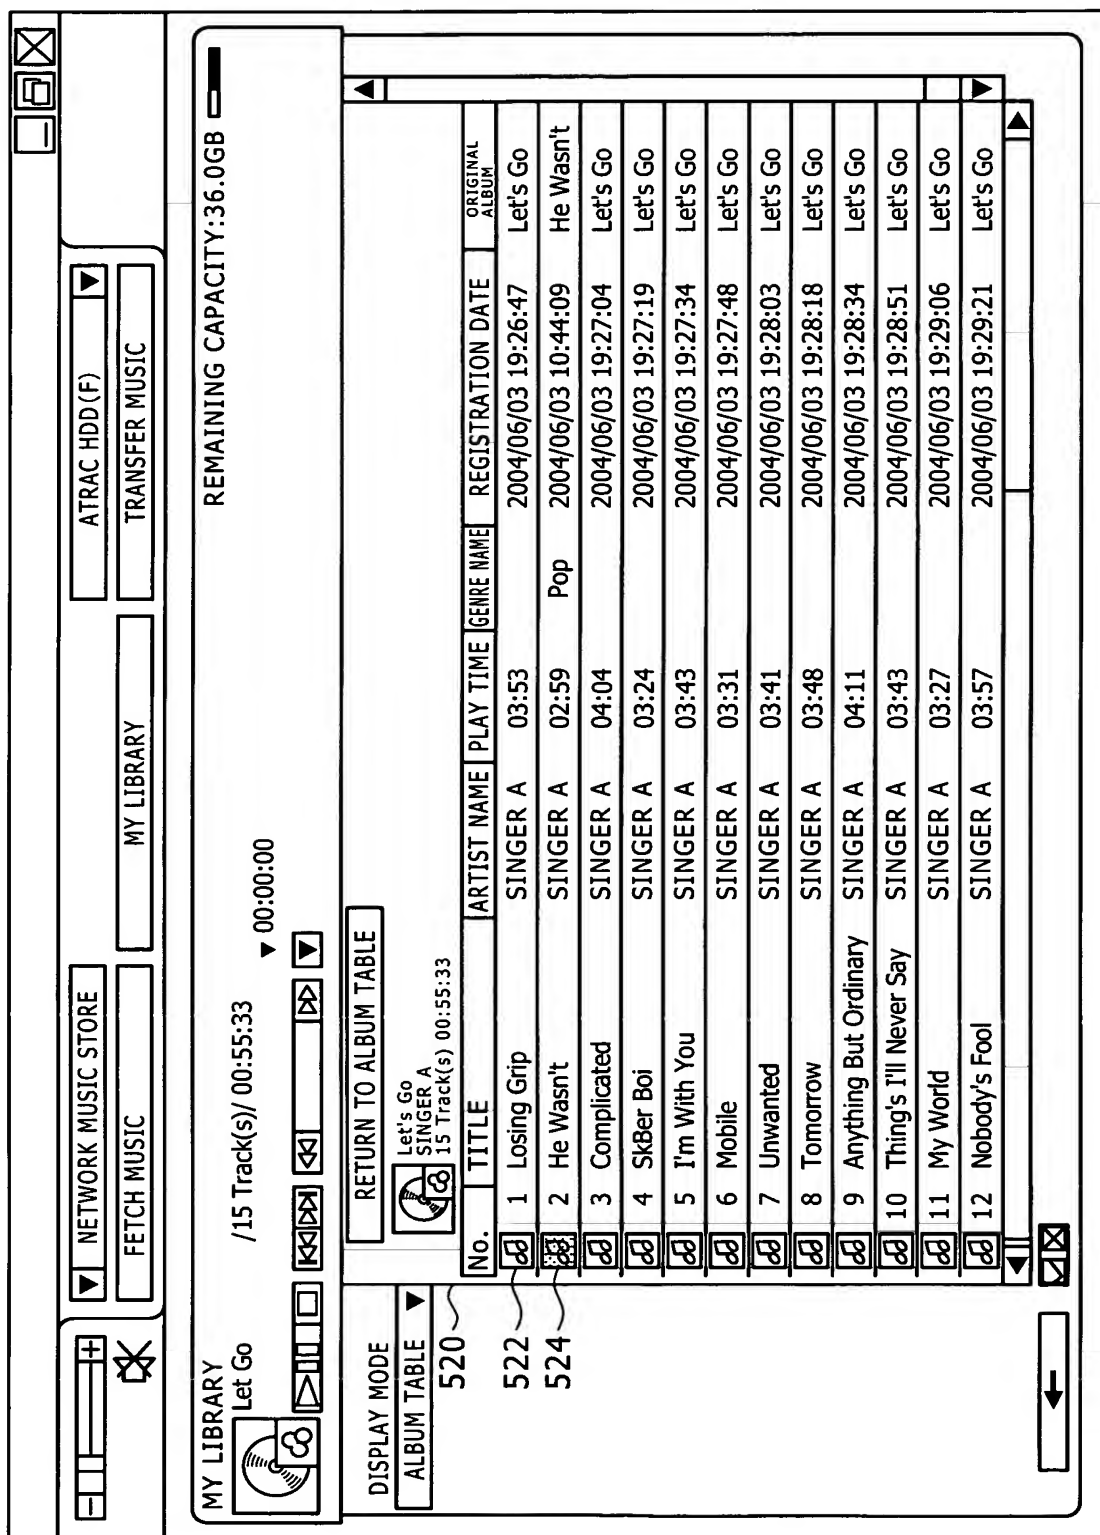 NETWORK MUSIC STORE
ATRAC HDD(F)
FETCH MUSIC
MY LIBRARY
TRANSFER MUSIC
MY LIBRARY
REMAINING CAPACITY:36.0GB
Let Go
/15 Track(s)/ 00:55:33
00:00:00
DISPLAY MODE
ALBUM TABLE
RETURN TO ALBUM TABLE
Let's Go
SINGER A
15 Track(s) 00:55:33
520
No. TITLE ARTIST NAME PLAY TIME GENRE NAME REGISTRATION DATE ORIGINAL ALBUM
522
1 Losing Grip SINGER A 03:53 2004/06/03 19:26:47 Let's Go
524
2 He Wasn't SINGER A 02:59 Pop 2004/06/03 10:44:09 He Wasn't
3 Complicated SINGER A 04:04 2004/06/03 19:27:04 Let's Go
4 SkBer Boi SINGER A 03:24 2004/06/03 19:27:19 Let's Go
5 I'm With You SINGER A 03:43 2004/06/03 19:27:34 Let's Go
6 Mobile SINGER A 03:31 2004/06/03 19:27:48 Let's Go
7 Unwanted SINGER A 03:41 2004/06/03 19:28:03 Let's Go
8 Tomorrow SINGER A 03:48 2004/06/03 19:28:18 Let's Go
9 Anything But Ordinary SINGER A 04:11 2004/06/03 19:28:34 Let's Go
10 Thing's I'll Never Say SINGER A 03:43 2004/06/03 19:28:51 Let's Go
11 My World SINGER A 03:27 2004/06/03 19:29:06 Let's Go
12 Nobody's Fool SINGER A 03:57 2004/06/03 19:29:21 Let's Go